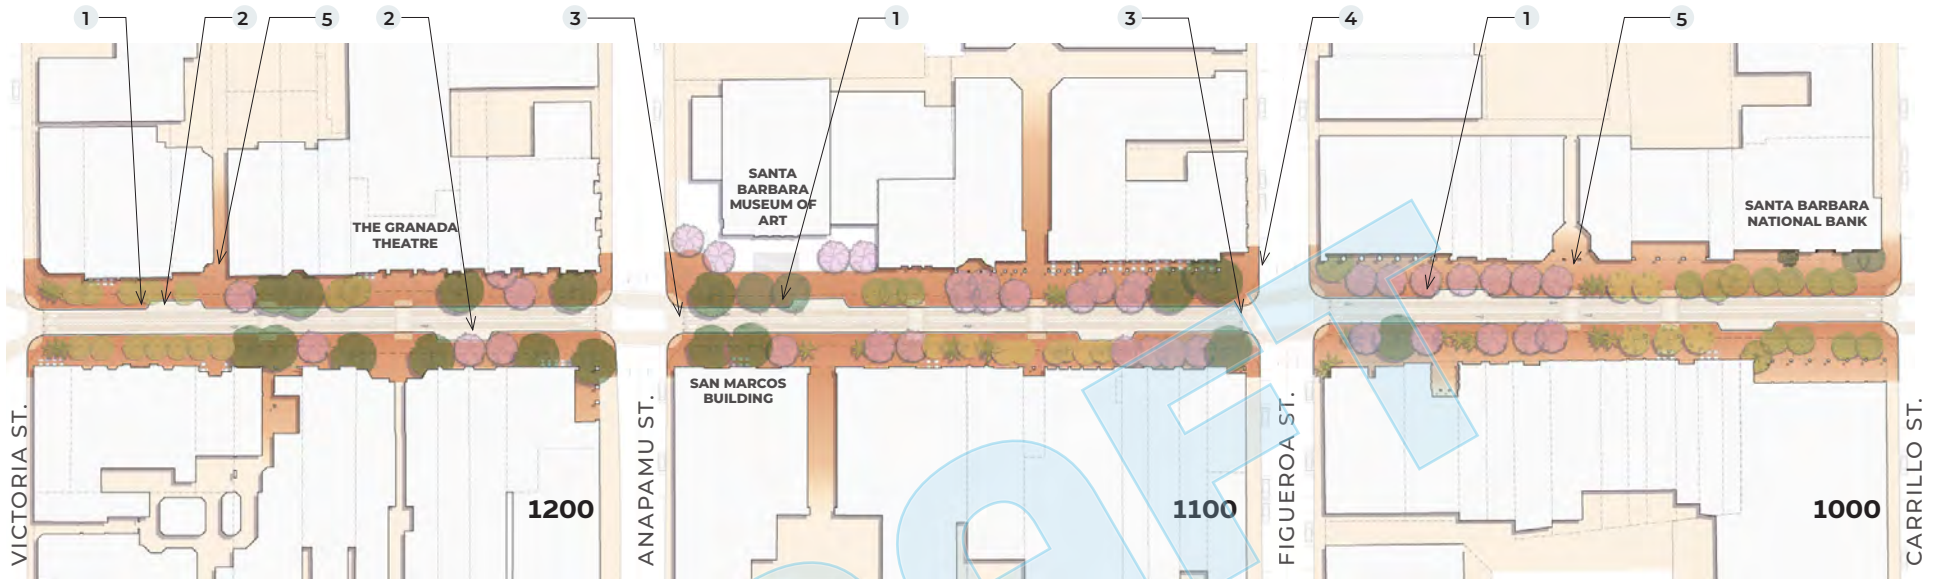 1
2
5
2
3
1
3
4
1
5
SANTA
BARBARA
MUSEUM OF
ART
THE GRANADA
THEATRE
SANTA BARBARA
NATIONAL BANK
SAN MARCOS
BUILDING
VICTORIA ST.
ANAPAMU ST.
FIGUEROA ST.
CARRILLO ST.
1200
1100
1000